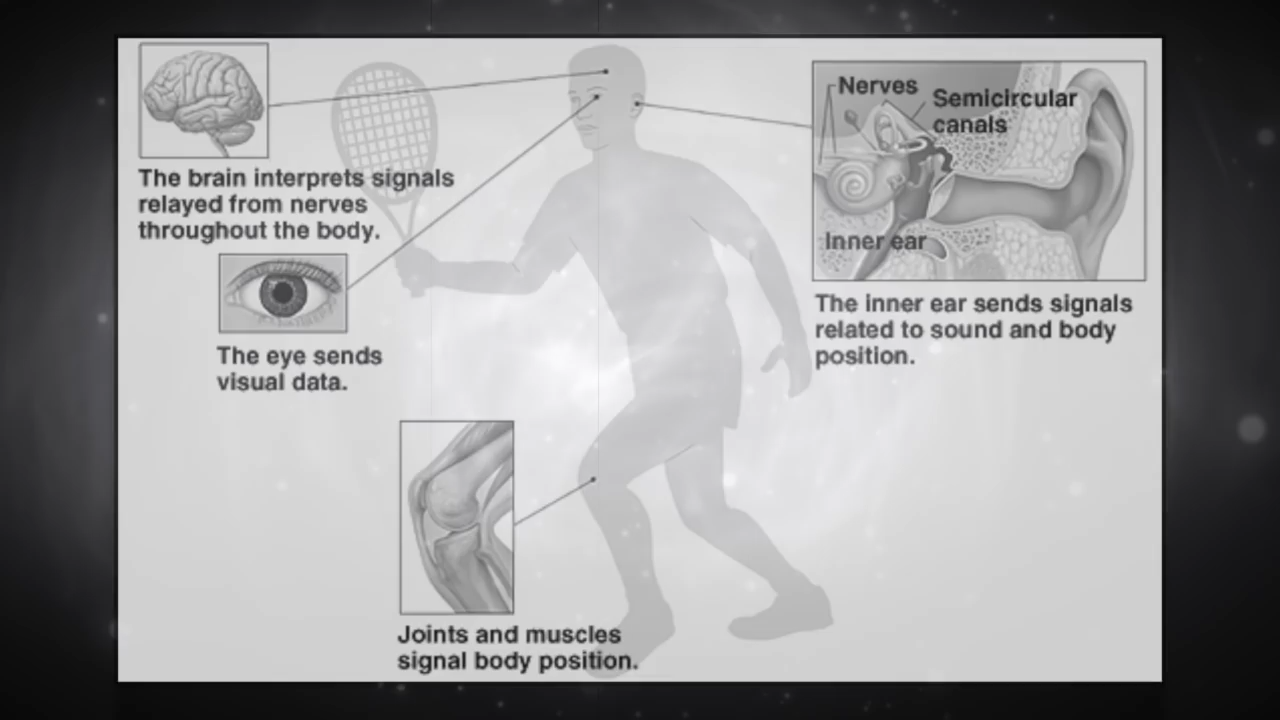 The brain interprets signals
relayed from nerves
throughout the body.
The eye sends
visual data.
Joints and muscles
signal body position.
Nerves
Semicircular
canals
Inner ear
The inner ear sends signals
related to sound and body
position.